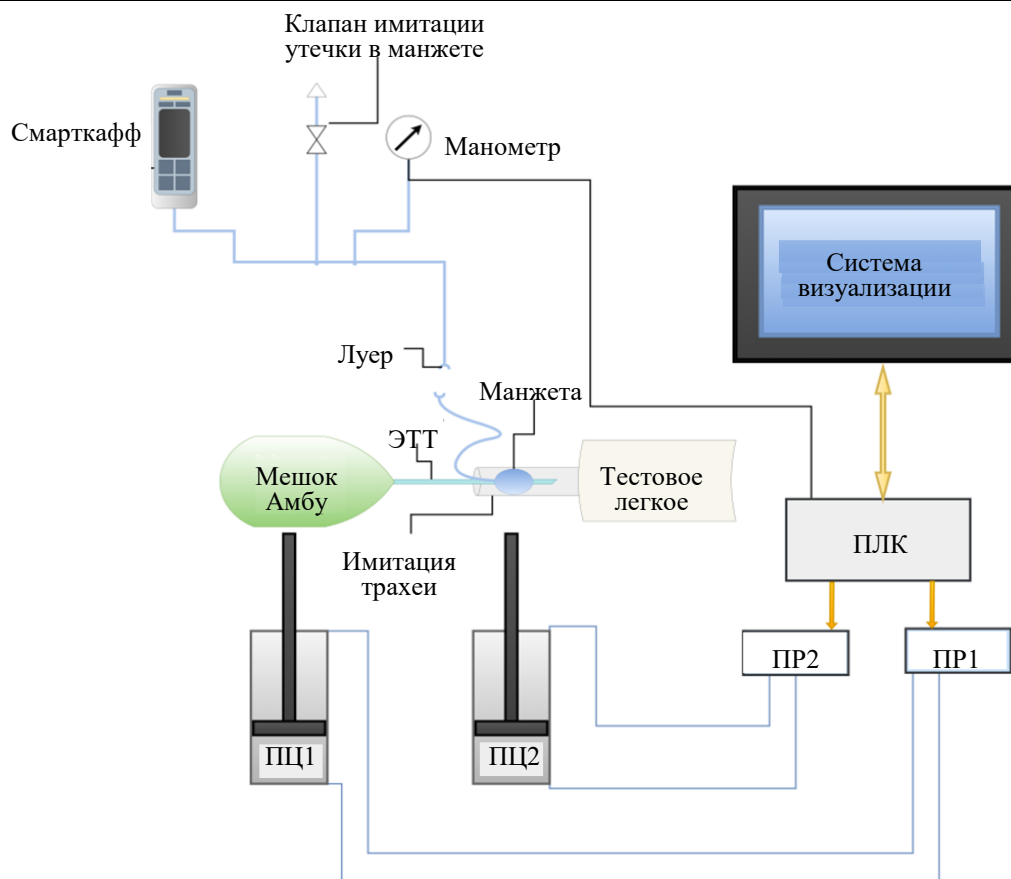 Клапан имитации
утечки в манжете
Смарткафф
Манометр
Система
визуализации
Луер
Манжета
ЭТТ
Мешок
Амбу
Тестовое
легкое
Имитация
трахеи
ПЛК
ПР2
ПР1
ПЦ1
ПЦ2